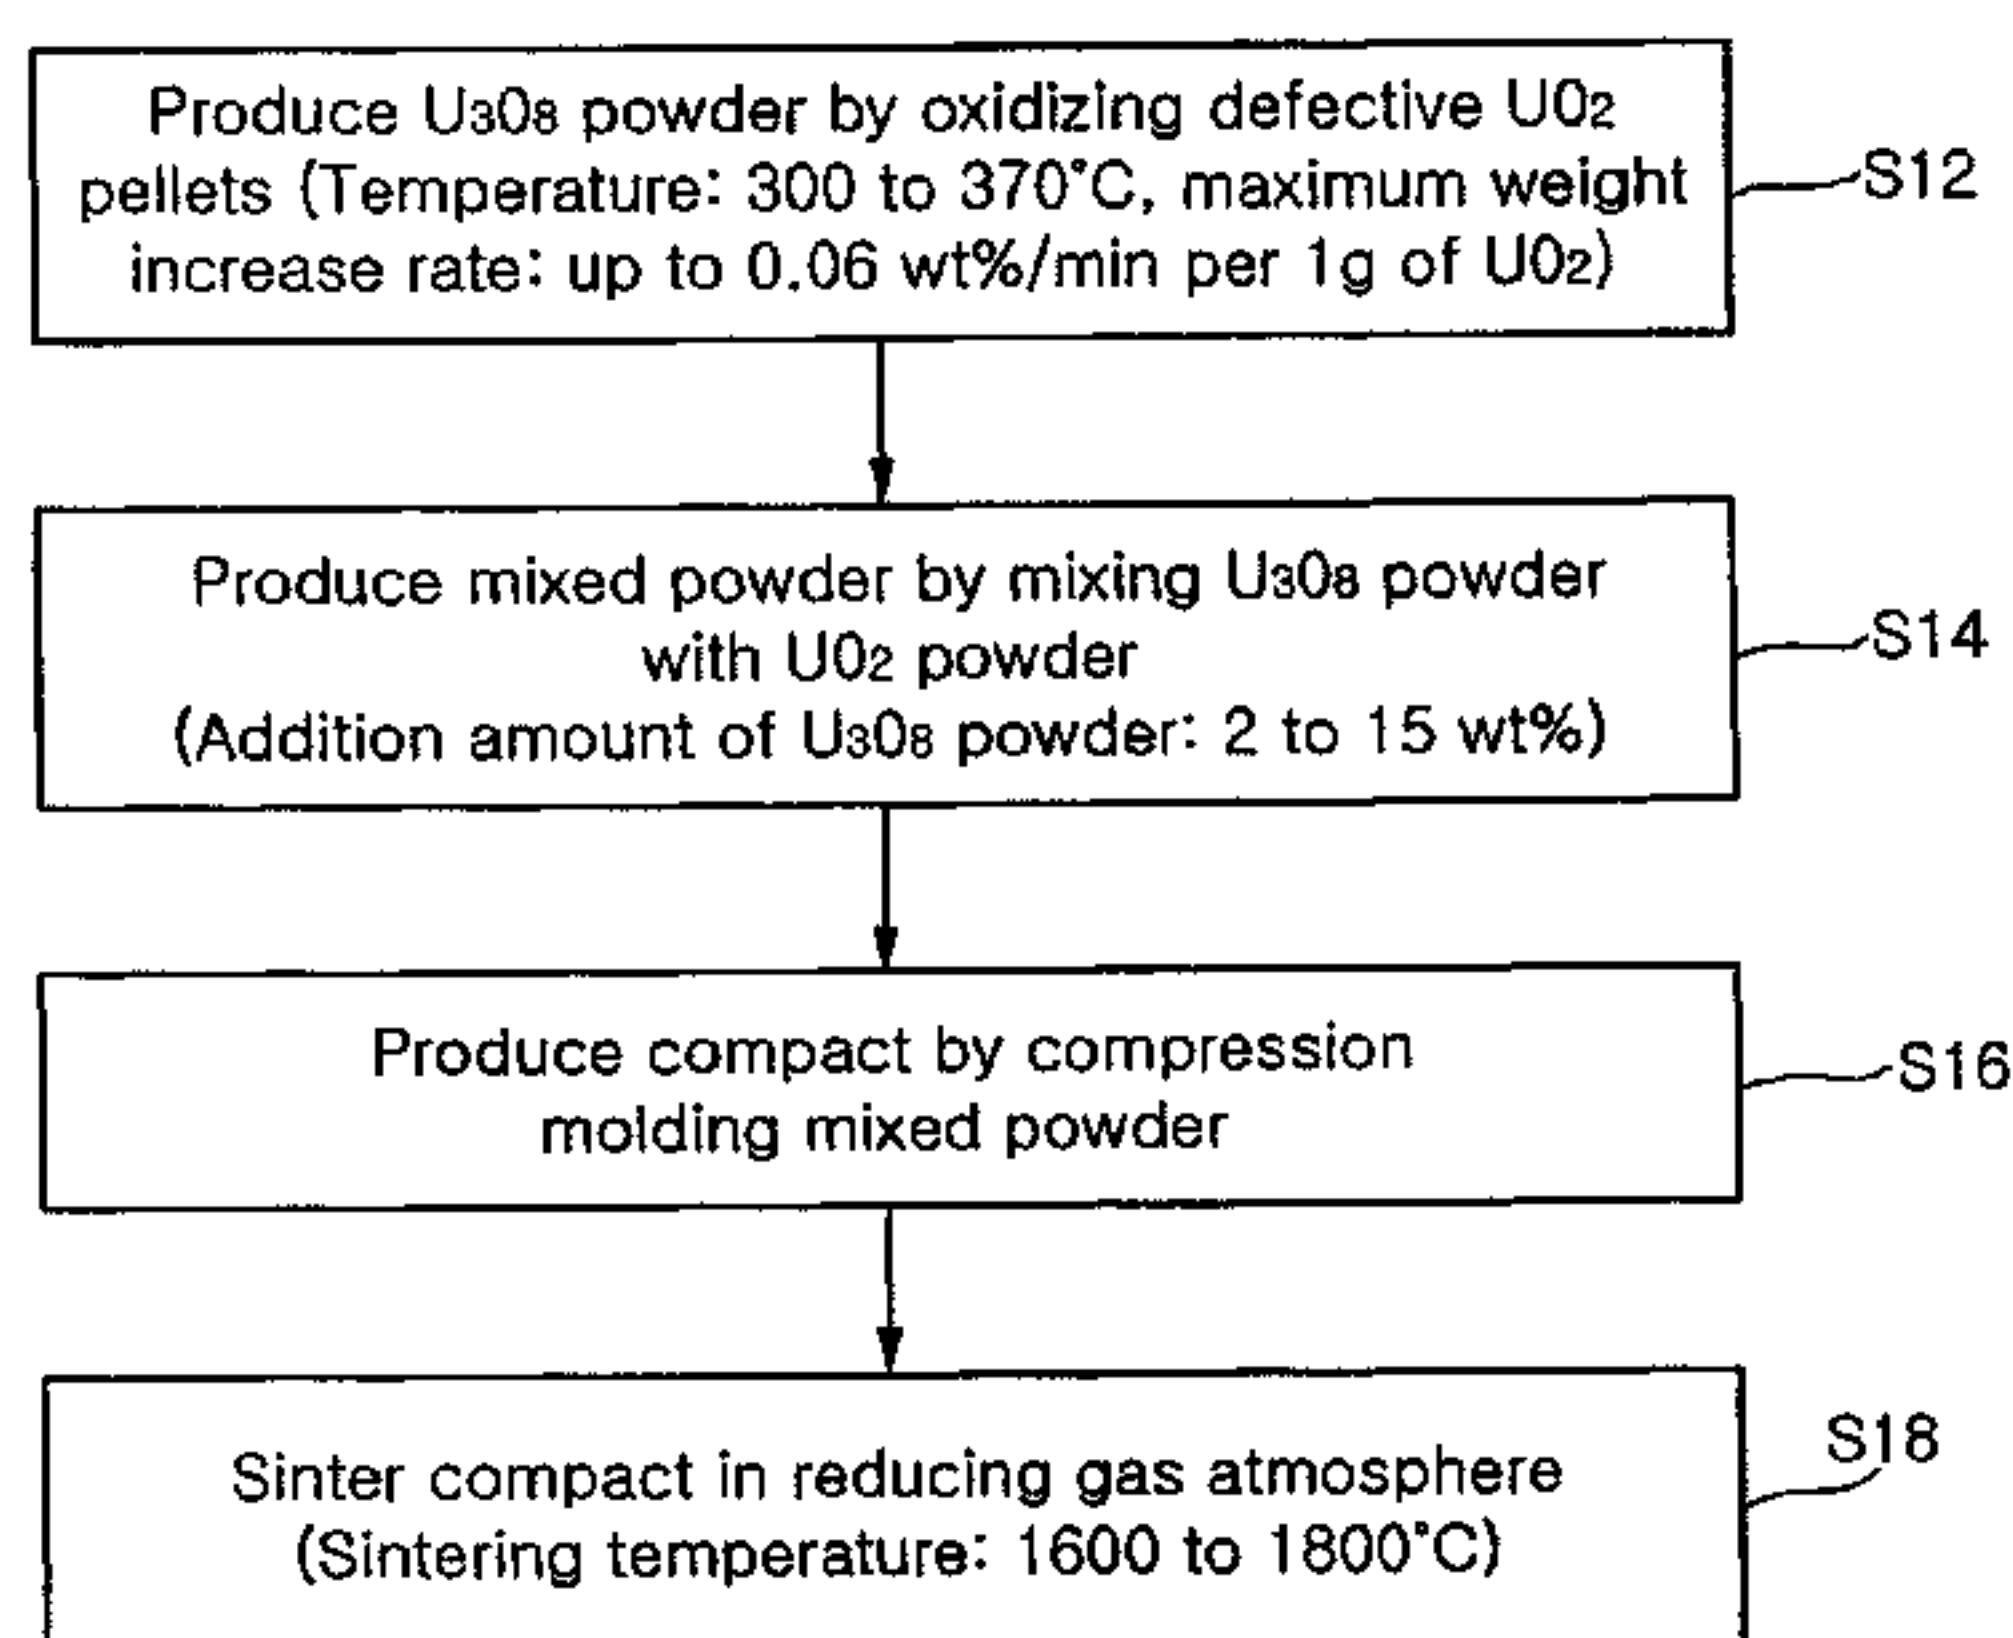 Produce U3O8 powder by oxidizing defective UO2
pellets (Temperature: 300 to 370°C, maximum weight
increase rate: up to 0.06 wt%/min per 1g of UO2)
S12
Produce mixed powder by mixing U3O8 powder
with UO2 powder
(Addition amount of U3O8 powder: 2 to 15 wt%)
S14
Produce compact by compression
molding mixed powder
S16
Sinter compact in reducing gas atmosphere
(Sintering temperature: 1600 to 1800°C)
S18